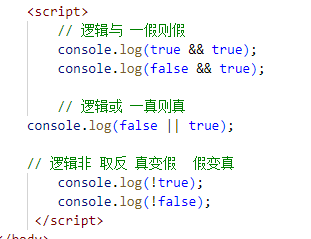 <script>
// 逻辑与 一假则假
console.log(true && true);
console.log(false && true);
// 逻辑或 一真则真
console.log(false || true);
// 逻辑非 取反 真变假  假变真
console.log(!true);
console.log(!false);
</script>
</body>